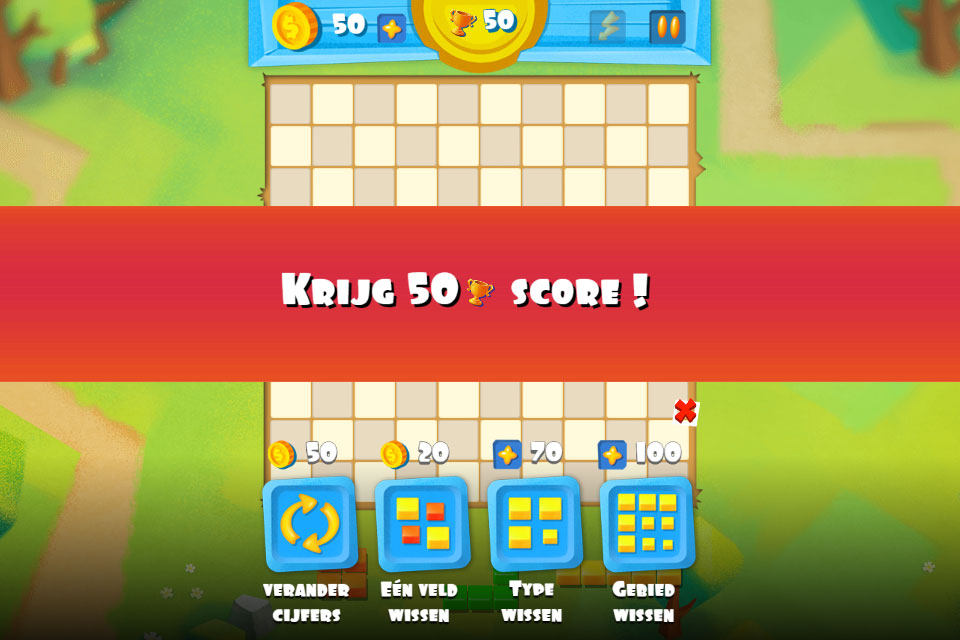 50 50
Krijg 50 score !
50 20 70 100
verander cijfers
Eén veld wissen
Type wissen
Gebied wissen